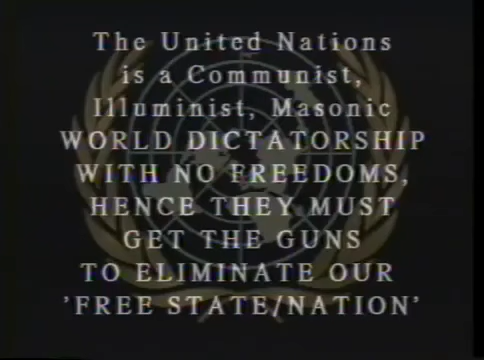 The United Nations
is a Communist,
Illuminist, Masonic
WORLD DICTATORSHIP
WITH NO FREEDOMS,
HENCE THEY MUST
GET THE GUNS
TO ELIMINATE OUR
'FREE STATE/NATION'